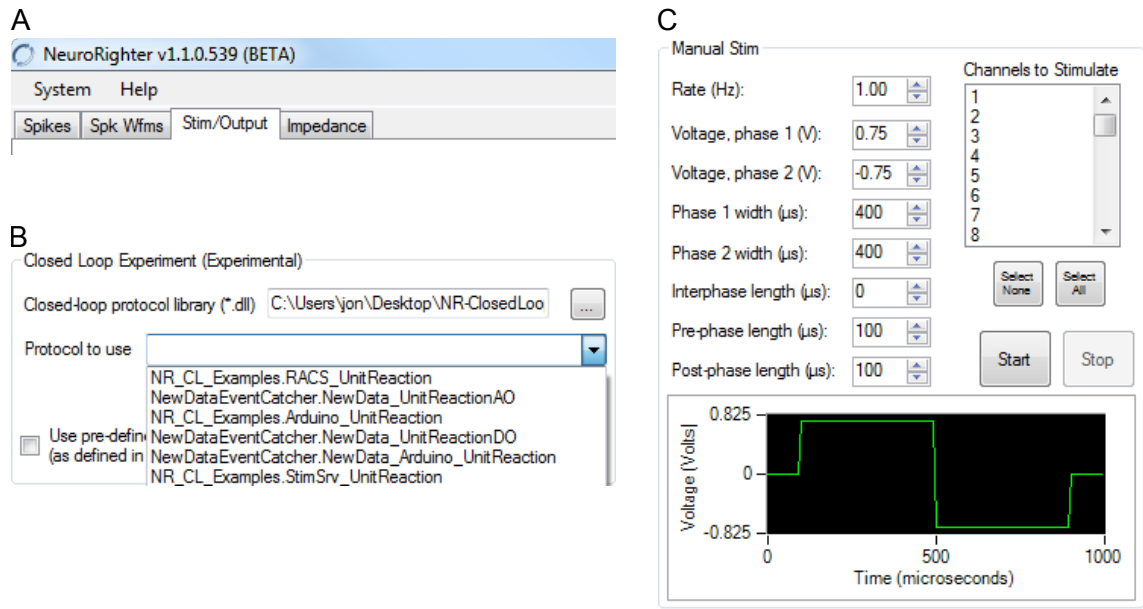 A
NeuroRighter v1.1.0.539 (BETA)
System Help
Spikes Spk Wfms Stim/Output Impedance
B
Closed Loop Experiment (Experimental)
Closed-loop protocol library (*.dll) C:\Users\jon\Desktop\NR-ClosedLoo ...
Protocol to use
NR_CL_Examples.RACS_UnitReaction
NewDataEventCatcher.NewData_UnitReactionAO
NR_CL_Examples.Arduino_UnitReaction
NewDataEventCatcher.NewData_UnitReactionDO
NewDataEventCatcher.NewData_Arduino_UnitReaction
NR_CL_Examples.StimSrv_UnitReaction
Use pre-defin
(as defined in
C
Manual Stim
Rate (Hz): 1.00
Voltage, phase 1 (V): 0.75
Voltage, phase 2 (V): -0.75
Phase 1 width (µs): 400
Phase 2 width (µs): 400
Interphase length (µs): 0
Pre-phase length (µs): 100
Post-phase length (µs): 100
Channels to Stimulate
1
2
3
4
5
6
7
8
Select None
Select All
Start Stop
0.825
0
-0.825
Voltage (Volts)
0 500 1000
Time (microseconds)